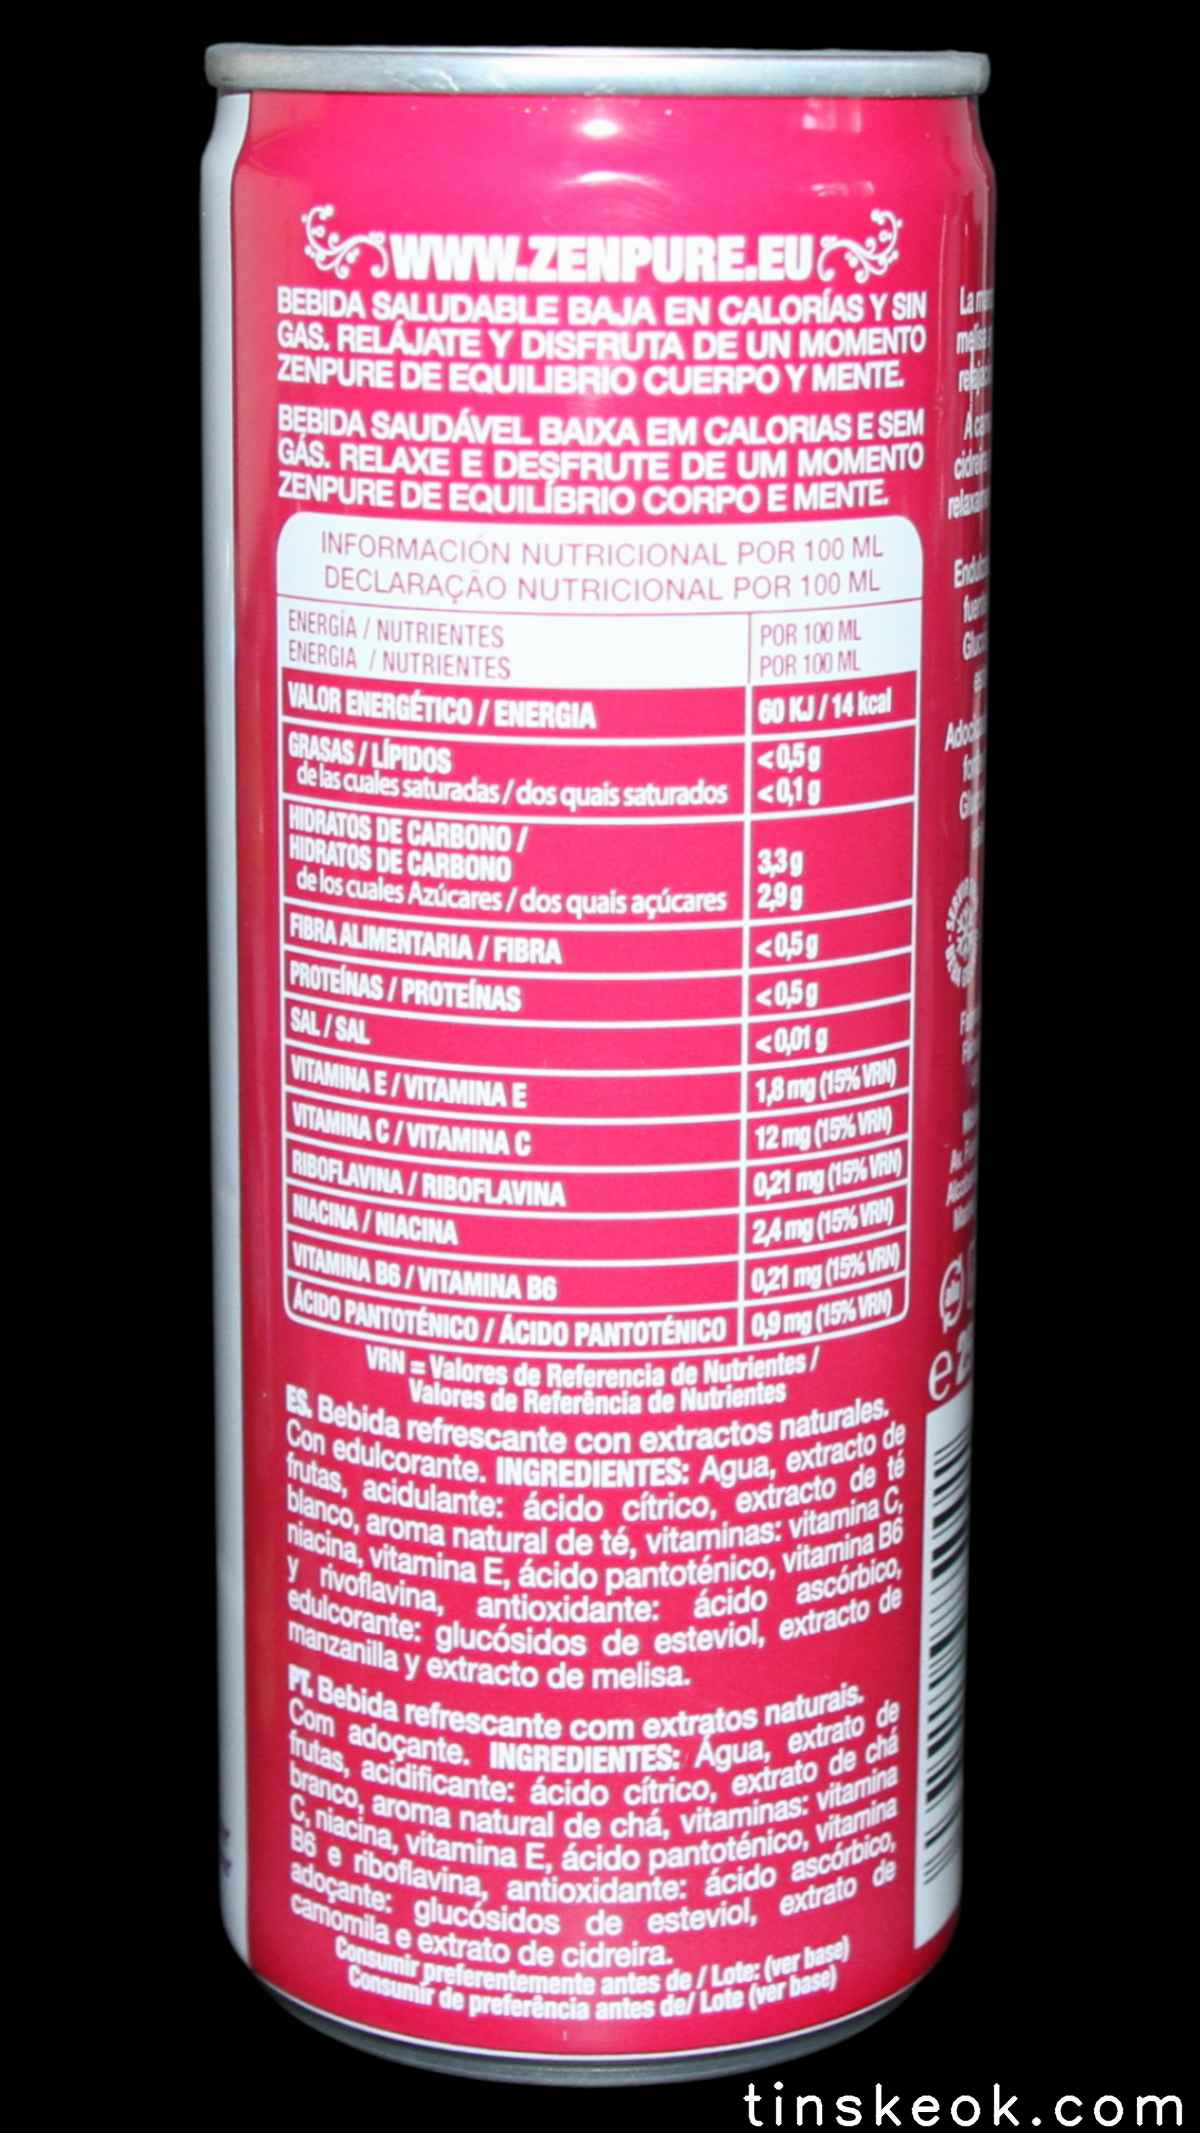 WWW.ZENPURE.EU
BEBIDA SALUDABLE BAJA EN CALORÍAS Y SIN
GAS. RELÁJATE Y DISFRUTA DE UN MOMENTO
ZENPURE DE EQUILIBRIO CUERPO Y MENTE.
BEBIDA SAUDÁVEL BAIXA EM CALORIAS E SEM
GÁS. RELAXE E DESFRUTE DE UM MOMENTO
ZENPURE DE EQUILÍBRIO CORPO E MENTE.
INFORMACIÓN NUTRICIONAL POR 100 ML
DECLARAÇÃO NUTRICIONAL POR 100 ML
ENERGÍA / NUTRIENTES POR 100 ML
ENERGIA / NUTRIENTES POR 100 ML
VALOR ENERGÉTICO / ENERGIA 60 KJ / 14 kcal
GRASAS / LÍPIDOS <0,5 g
de las cuales saturadas / dos quais saturados <0,1 g
HIDRATOS DE CARBONO /
HIDRATOS DE CARBONO 3,3 g
de los cuales Azúcares / dos quais açúcares 2,9 g
FIBRA ALIMENTARIA / FIBRA <0,5 g
PROTEÍNAS / PROTEÍNAS <0,5 g
SAL / SAL <0,01 g
VITAMINA E / VITAMINA E 1,8 mg (15% VRN)
VITAMINA C / VITAMINA C 12 mg (15% VRN)
RIBOFLAVINA / RIBOFLAVINA 0,21 mg (15% VRN)
NIACINA / NIACINA 2,4 mg (15% VRN)
VITAMINA B6 / VITAMINA B6 0,21 mg (15% VRN)
ÁCIDO PANTOTÉNICO / ÁCIDO PANTOTÉNICO 0,9 mg (15% VRN)
VRN = Valores de Referencia de Nutrientes /
Valores de Referência de Nutrientes
ES. Bebida refrescante con extractos naturales.
Con edulcorante. INGREDIENTES: Agua, extracto de
frutas, acidulante: ácido cítrico, extracto de té
blanco, aroma natural de té, vitaminas: vitamina C,
niacina, vitamina E, ácido pantoténico, vitamina B6
y rivoflavina, antioxidante: ácido ascórbico,
edulcorante: glucósidos de esteviol, extracto de
manzanilla y extracto de melisa.
PT. Bebida refrescante com extratos naturais.
Com adoçante. INGREDIENTES: Água, extrato de
frutas, acidificante: ácido cítrico, extrato de chá
branco, aroma natural de chá, vitaminas: vitamina
C, niacina, vitamina E, ácido pantoténico, vitamina
B6 e riboflavina, antioxidante: ácido ascórbico,
adoçante: glucósidos de esteviol, extrato de
camomila e extrato de cidreira.
Consumir preferentemente antes de / Lote: (ver base)
Consumir de preferência antes de/ Lote (ver base)
La
e
tinskeok.com